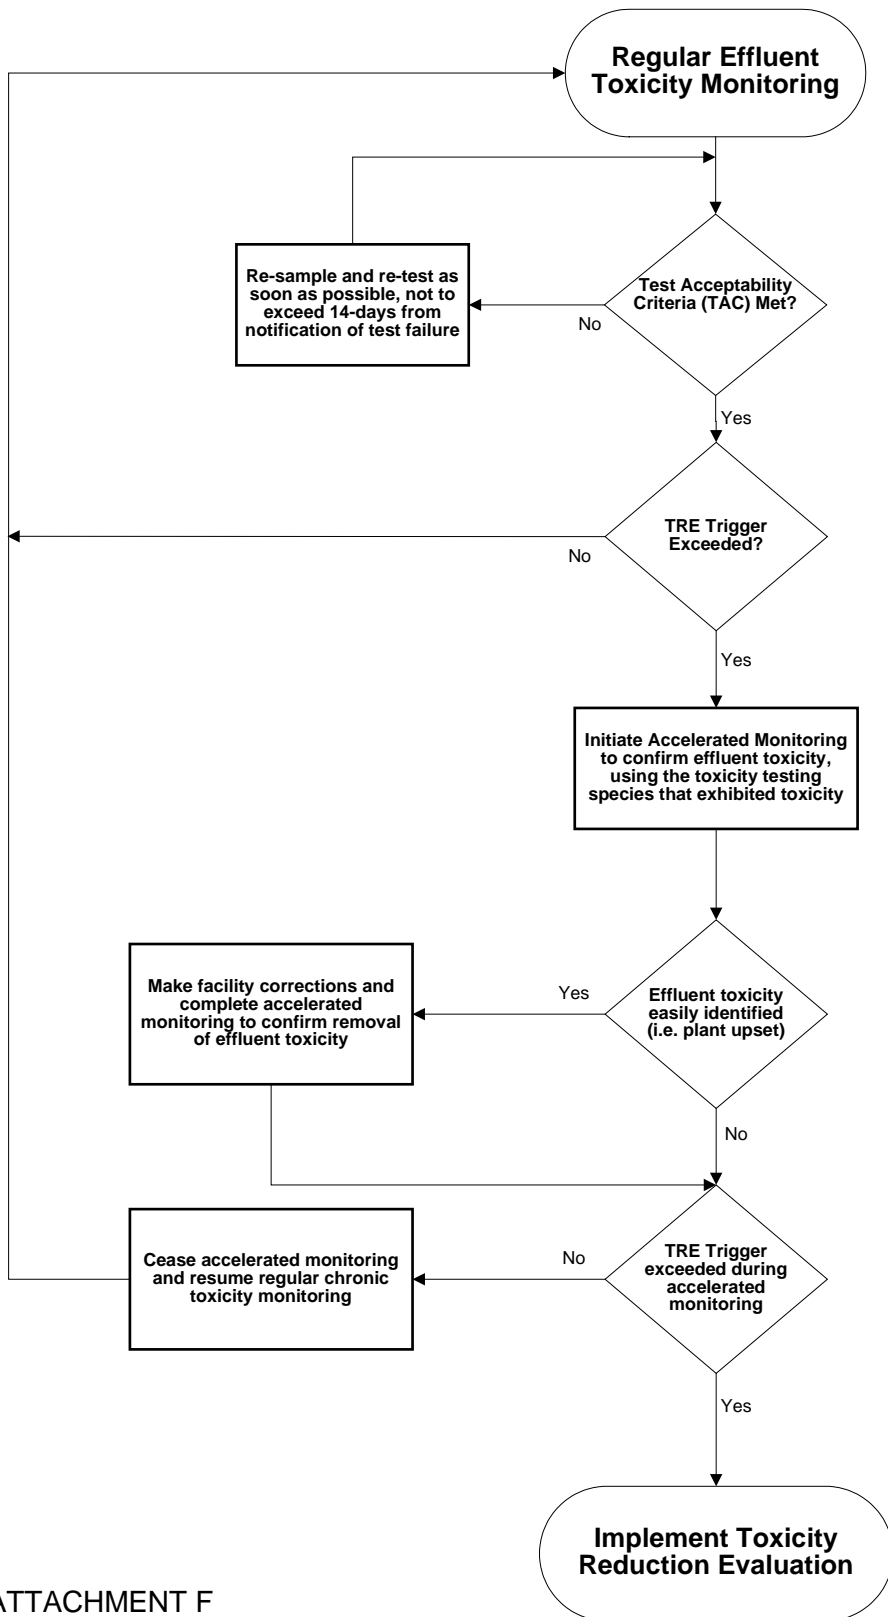 Regular Effluent
Toxicity Monitoring
Test Acceptability
Criteria (TAC) Met?
No
Re-sample and re-test as
soon as possible, not to
exceed 14-days from
notification of test failure
Yes
TRE Trigger
Exceeded?
No
Yes
Initiate Accelerated Monitoring
to confirm effluent toxicity,
using the toxicity testing
species that exhibited toxicity
Effluent toxicity
easily identified
(i.e. plant upset)
Yes
Make facility corrections and
complete accelerated
monitoring to confirm removal
of effluent toxicity
No
TRE Trigger
exceeded during
accelerated
monitoring
No
Cease accelerated monitoring
and resume regular chronic
toxicity monitoring
Yes
Implement Toxicity
Reduction Evaluation
ATTACHMENT F